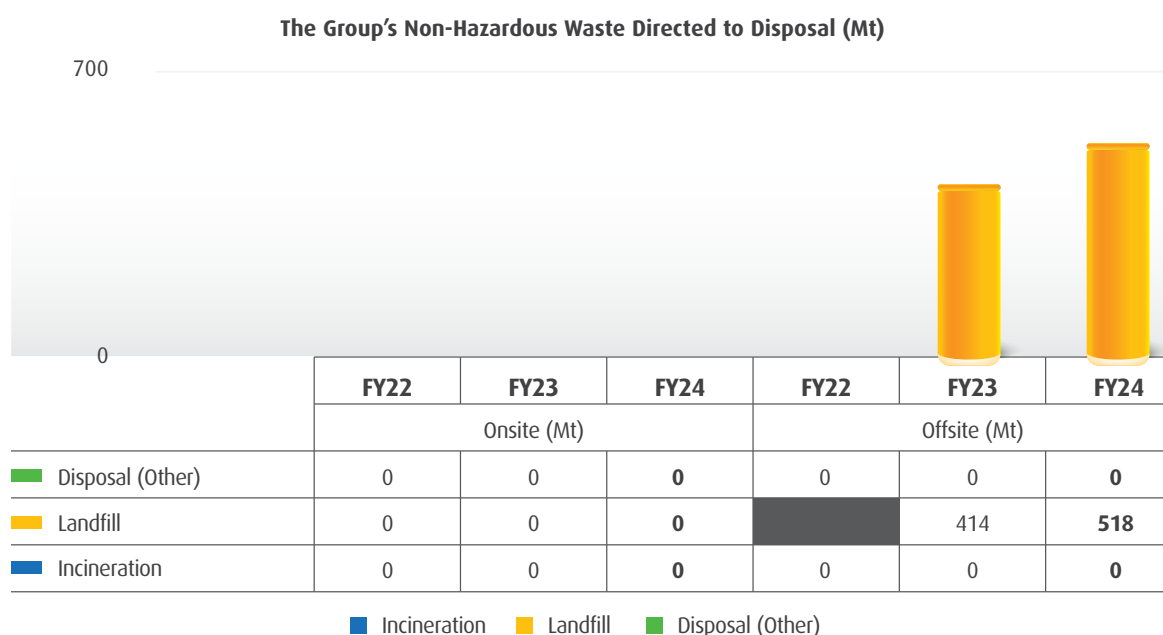 The Group's Non-Hazardous Waste Directed to Disposal (Mt)
700
0
FY22 FY23 FY24 FY22 FY23 FY24
Onsite (Mt) Offsite (Mt)
Disposal (Other) 0 0 0 0 0 0
Landfill 0 0 0 414 518
Incineration 0 0 0 0 0 0
Incineration Landfill Disposal (Other)